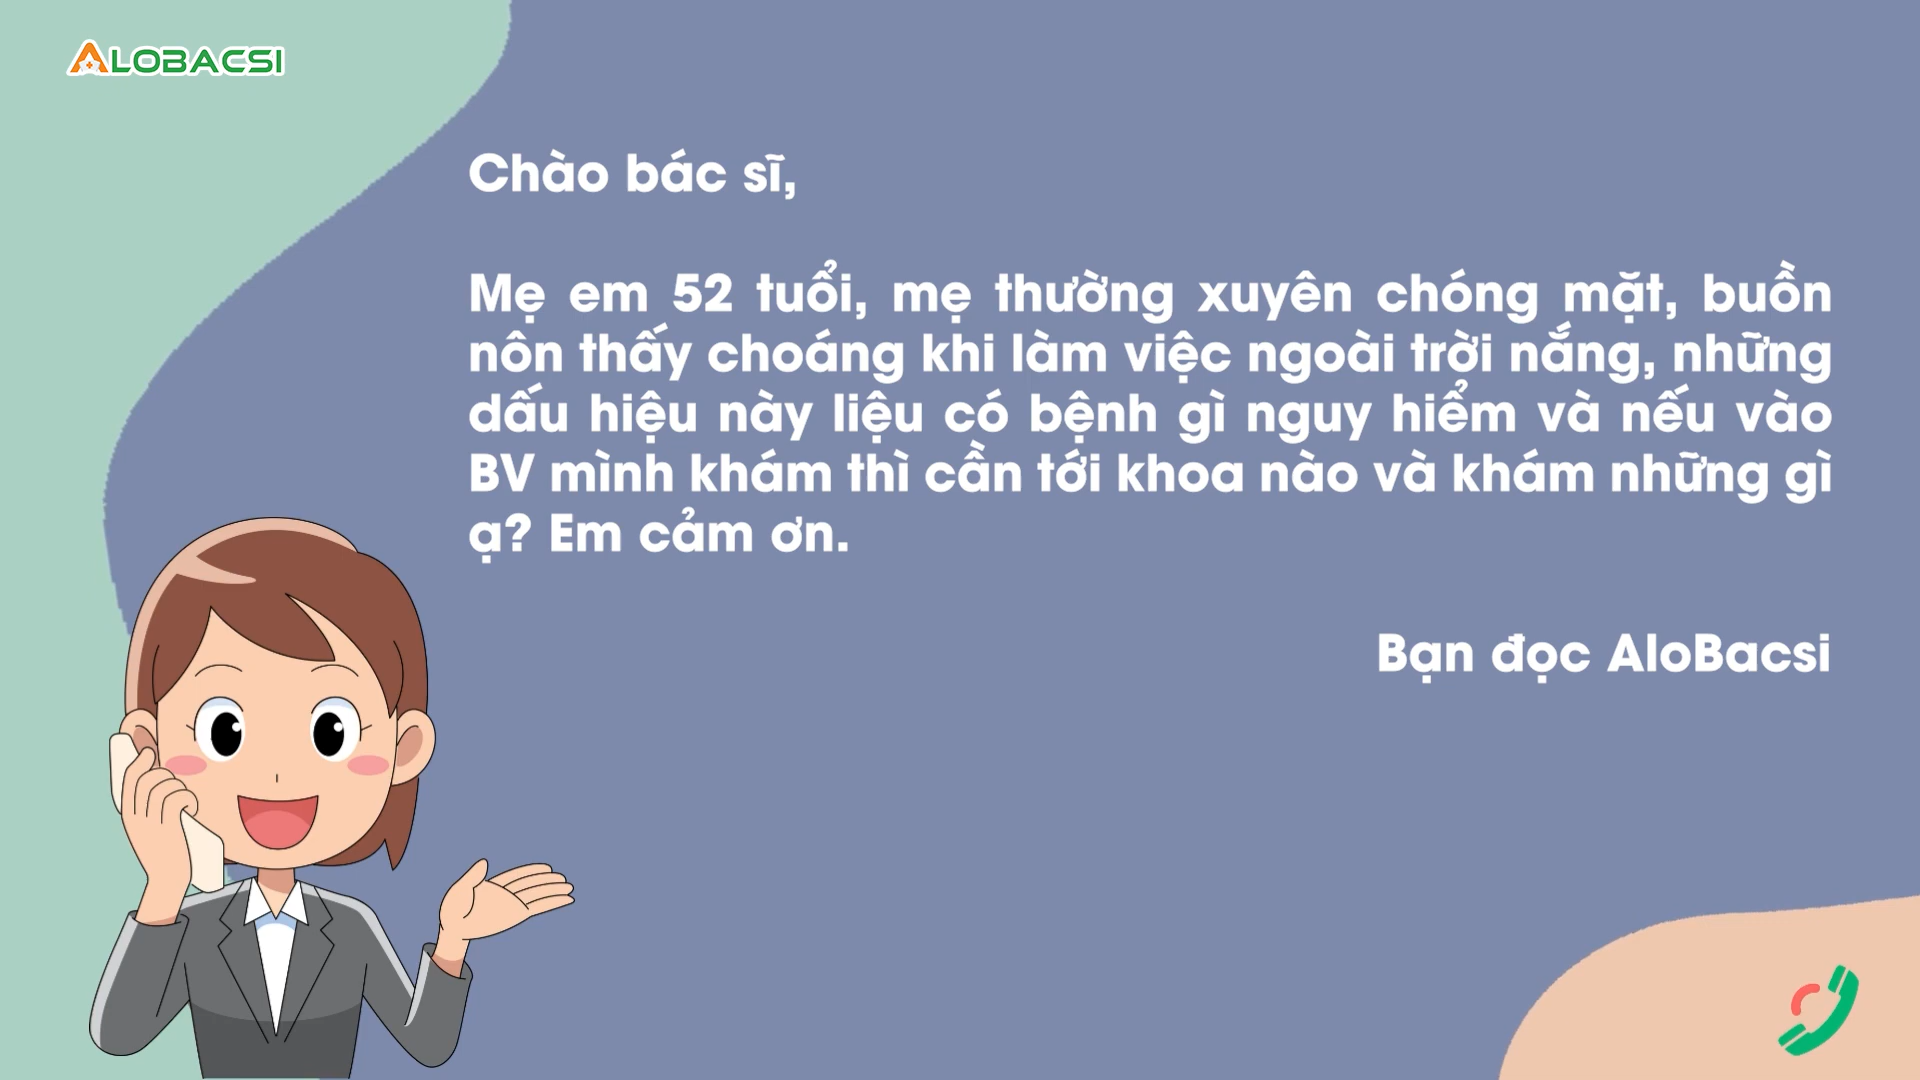 ALOBACSI
Chào bác sĩ,
Mẹ em 52 tuổi, mẹ thường xuyên chóng mặt, buồn
nôn thấy choáng khi làm việc ngoài trời nắng, những
dấu hiệu này liệu có bệnh gì nguy hiểm và nếu vào
BV mình khám thì cần tới khoa nào và khám những gì
ạ? Em cảm ơn.
Bạn đọc AloBacsi